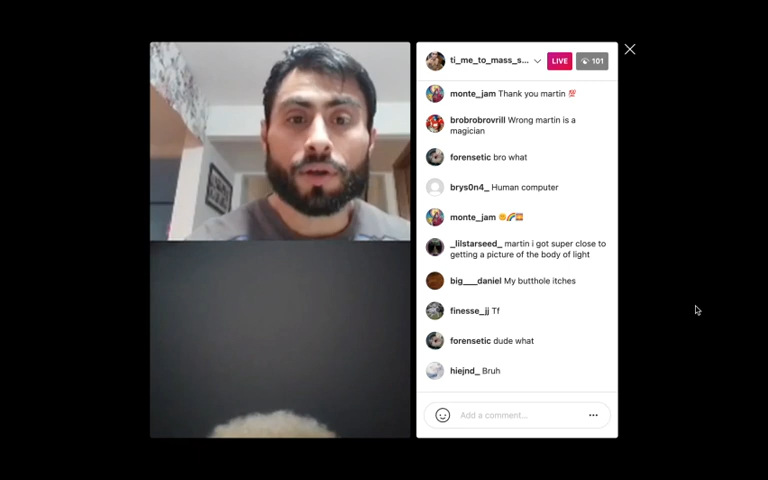 ti_me_to_mass_s...
LIVE
101
monte_jam Thank you martin 💯
brobrobrovrill Wrong martin is a
magician
forensetic bro what
brys0n4_ Human computer
monte_jam
_lilstarseed_ martin i got super close to
getting a picture of the body of light
big___daniel My butthole itches
finesse_jj Tf
forensetic dude what
hiejnd_ Bruh
Add a comment...